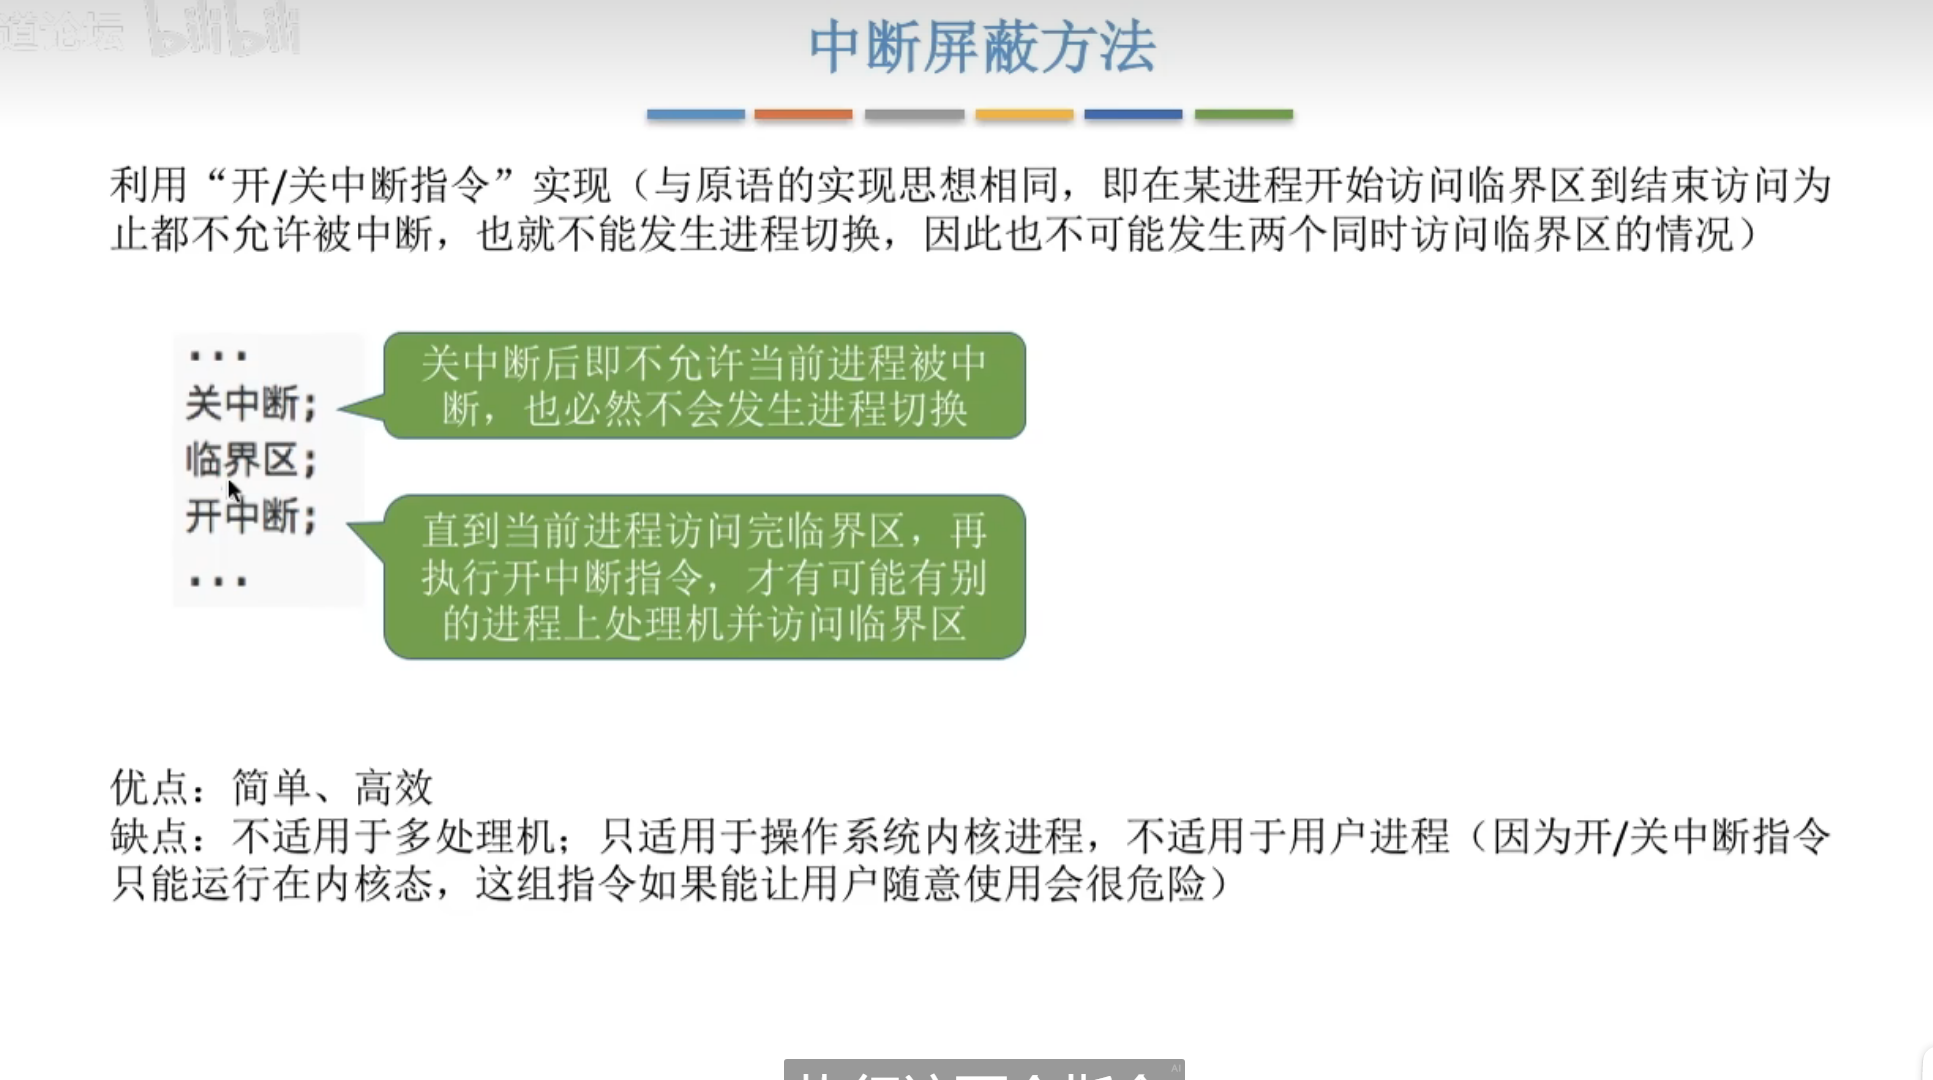 道论坛 bilibili
中断屏蔽方法
利用“开/关中断指令”实现（与原语的实现思想相同，即在某进程开始访问临界区到结束访问为
止都不允许被中断，也就不能发生进程切换，因此也不可能发生两个同时访问临界区的情况）
...
关中断;
临界区;
开中断;
...
关中断后即不允许当前进程被中
断，也必然不会发生进程切换
直到当前进程访问完临界区，再
执行开中断指令，才有可能有别
的进程上处理机并访问临界区
优点：简单、高效
缺点：不适用于多处理机；只适用于操作系统内核进程，不适用于用户进程（因为开/关中断指令
只能运行在内核态，这组指令如果能让用户随意使用会很危险）
AI